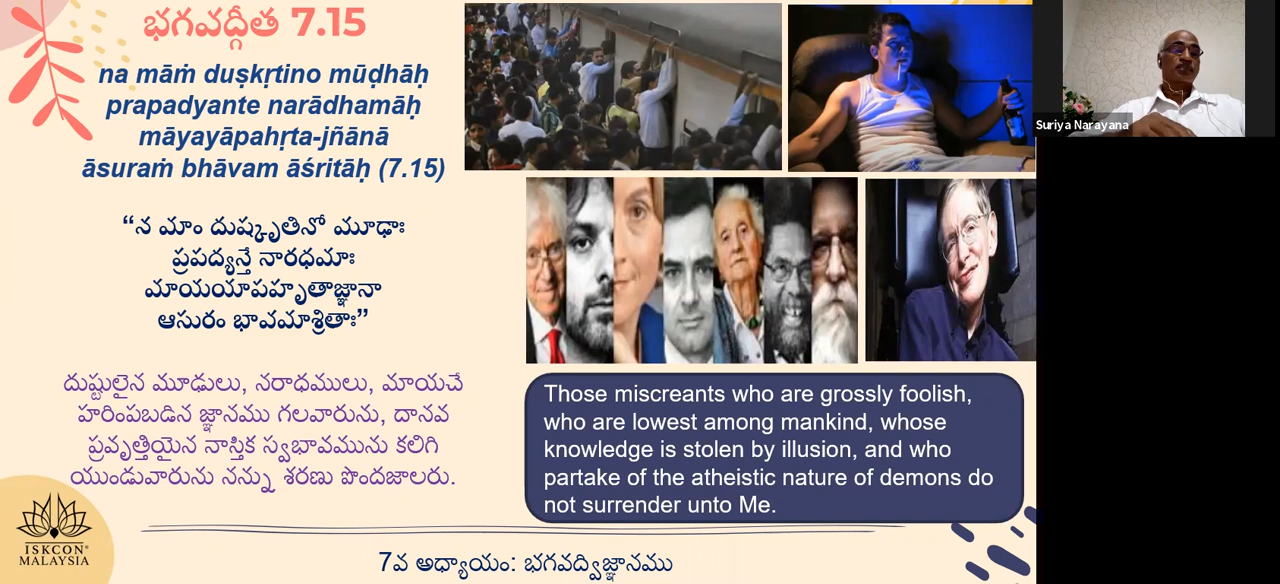 భగవద్గీత 7.15
na māṁ duṣkṛtino mūḍhāḥ
prapadyante narādhamāḥ
māyayāpahṛta-jñānā
āsuraṁ bhāvam āśritāḥ (7.15)
“న మాం దుష్కృతినో మూఢాః
ప్రపద్యన్తే నారధమాః
మాయయాపహృతాజ్ఞానా
ఆసురం భావమాశ్రితాః”
దుష్టులైన మూఢులు, నరాధములు, మాయచే
హరింపబడిన జ్ఞానము గలవారును, దానవ
ప్రవృత్తియైన నాస్తిక స్వభావమును కలిగి
యుండువారును నన్ను శరణు పొందజాలరు.
Those miscreants who are grossly foolish,
who are lowest among mankind, whose
knowledge is stolen by illusion, and who
partake of the atheistic nature of demons do
not surrender unto Me.
Suriya Narayana
ISKCON®
MALAYSIA
7వ అధ్యాయం: భగవద్విజ్ఞానము